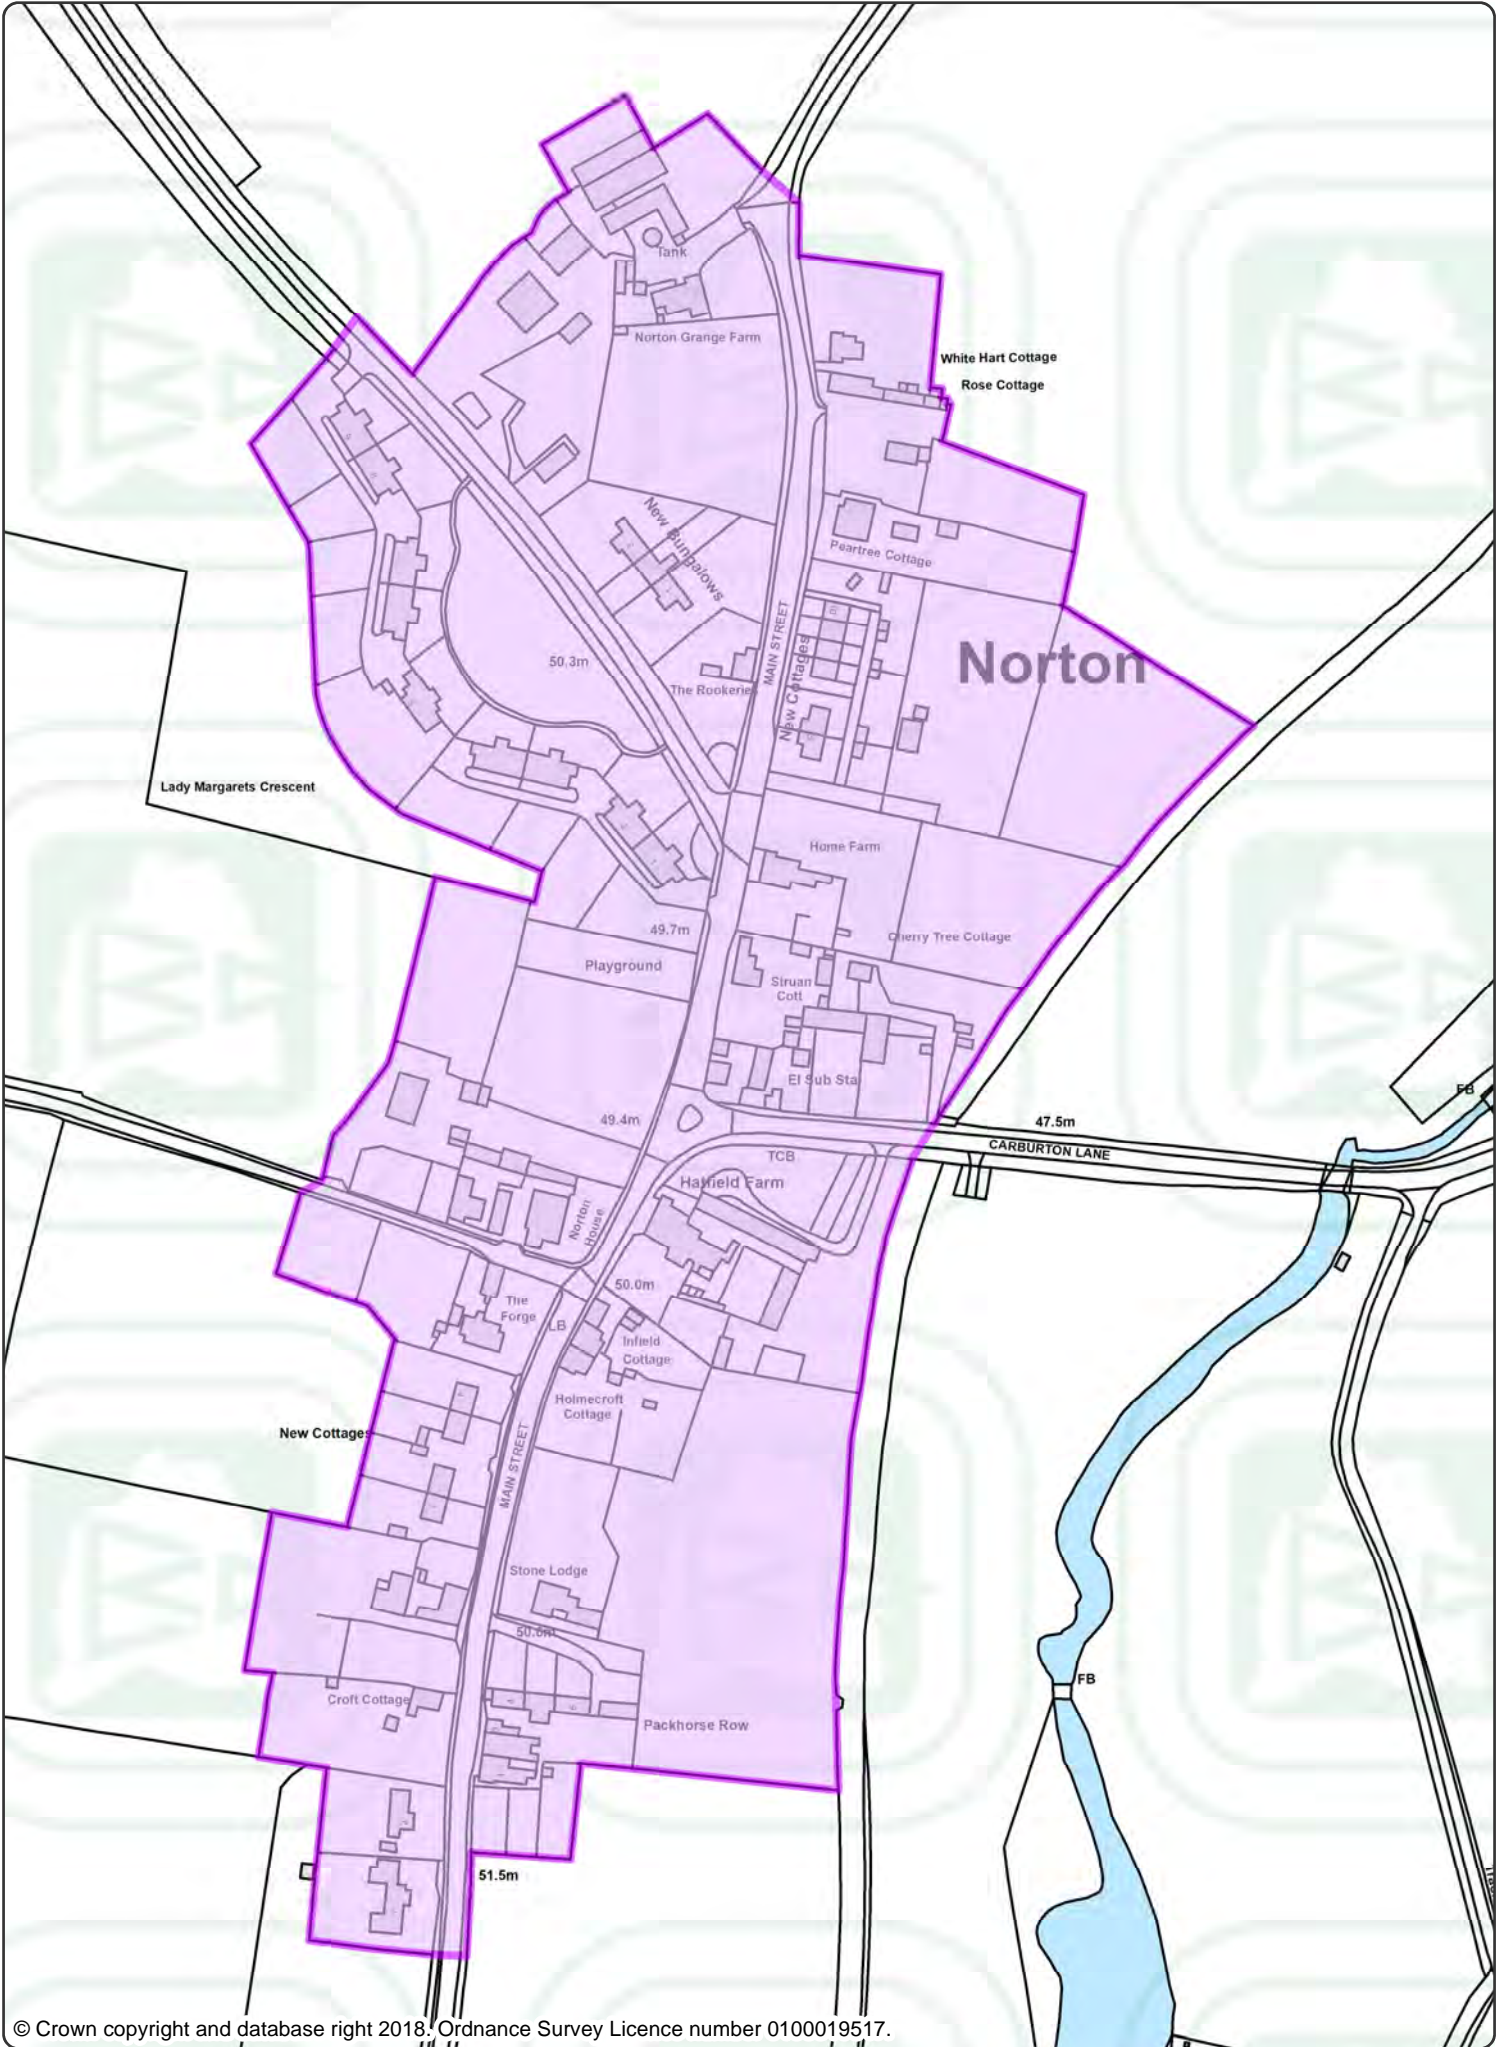 Tank
Norton Grange Farm
White Hart Cottage
Rose Cottage
New Bungalows
Peartree Cottage
MAIN STREET
New Cottages
Norton
50.3m
The Rookerie
Lady Margarets Crescent
Home Farm
49.7m
Cherry Tree Cottage
Playground
Struan
Cott
El Sub Sta
49.4m
47.5m
FB
CARBURTON LANE
TCB
Hatfield Farm
Norton
House
50.0m
The
Forge
LB
Infield
Cottage
Holmecroft
Cottage
New Cottages
MAIN STREET
Stone Lodge
50.6m
FB
Croft Cottage
Packhorse Row
51.5m
© Crown copyright and database right 2018. Ordnance Survey Licence number 0100019517.